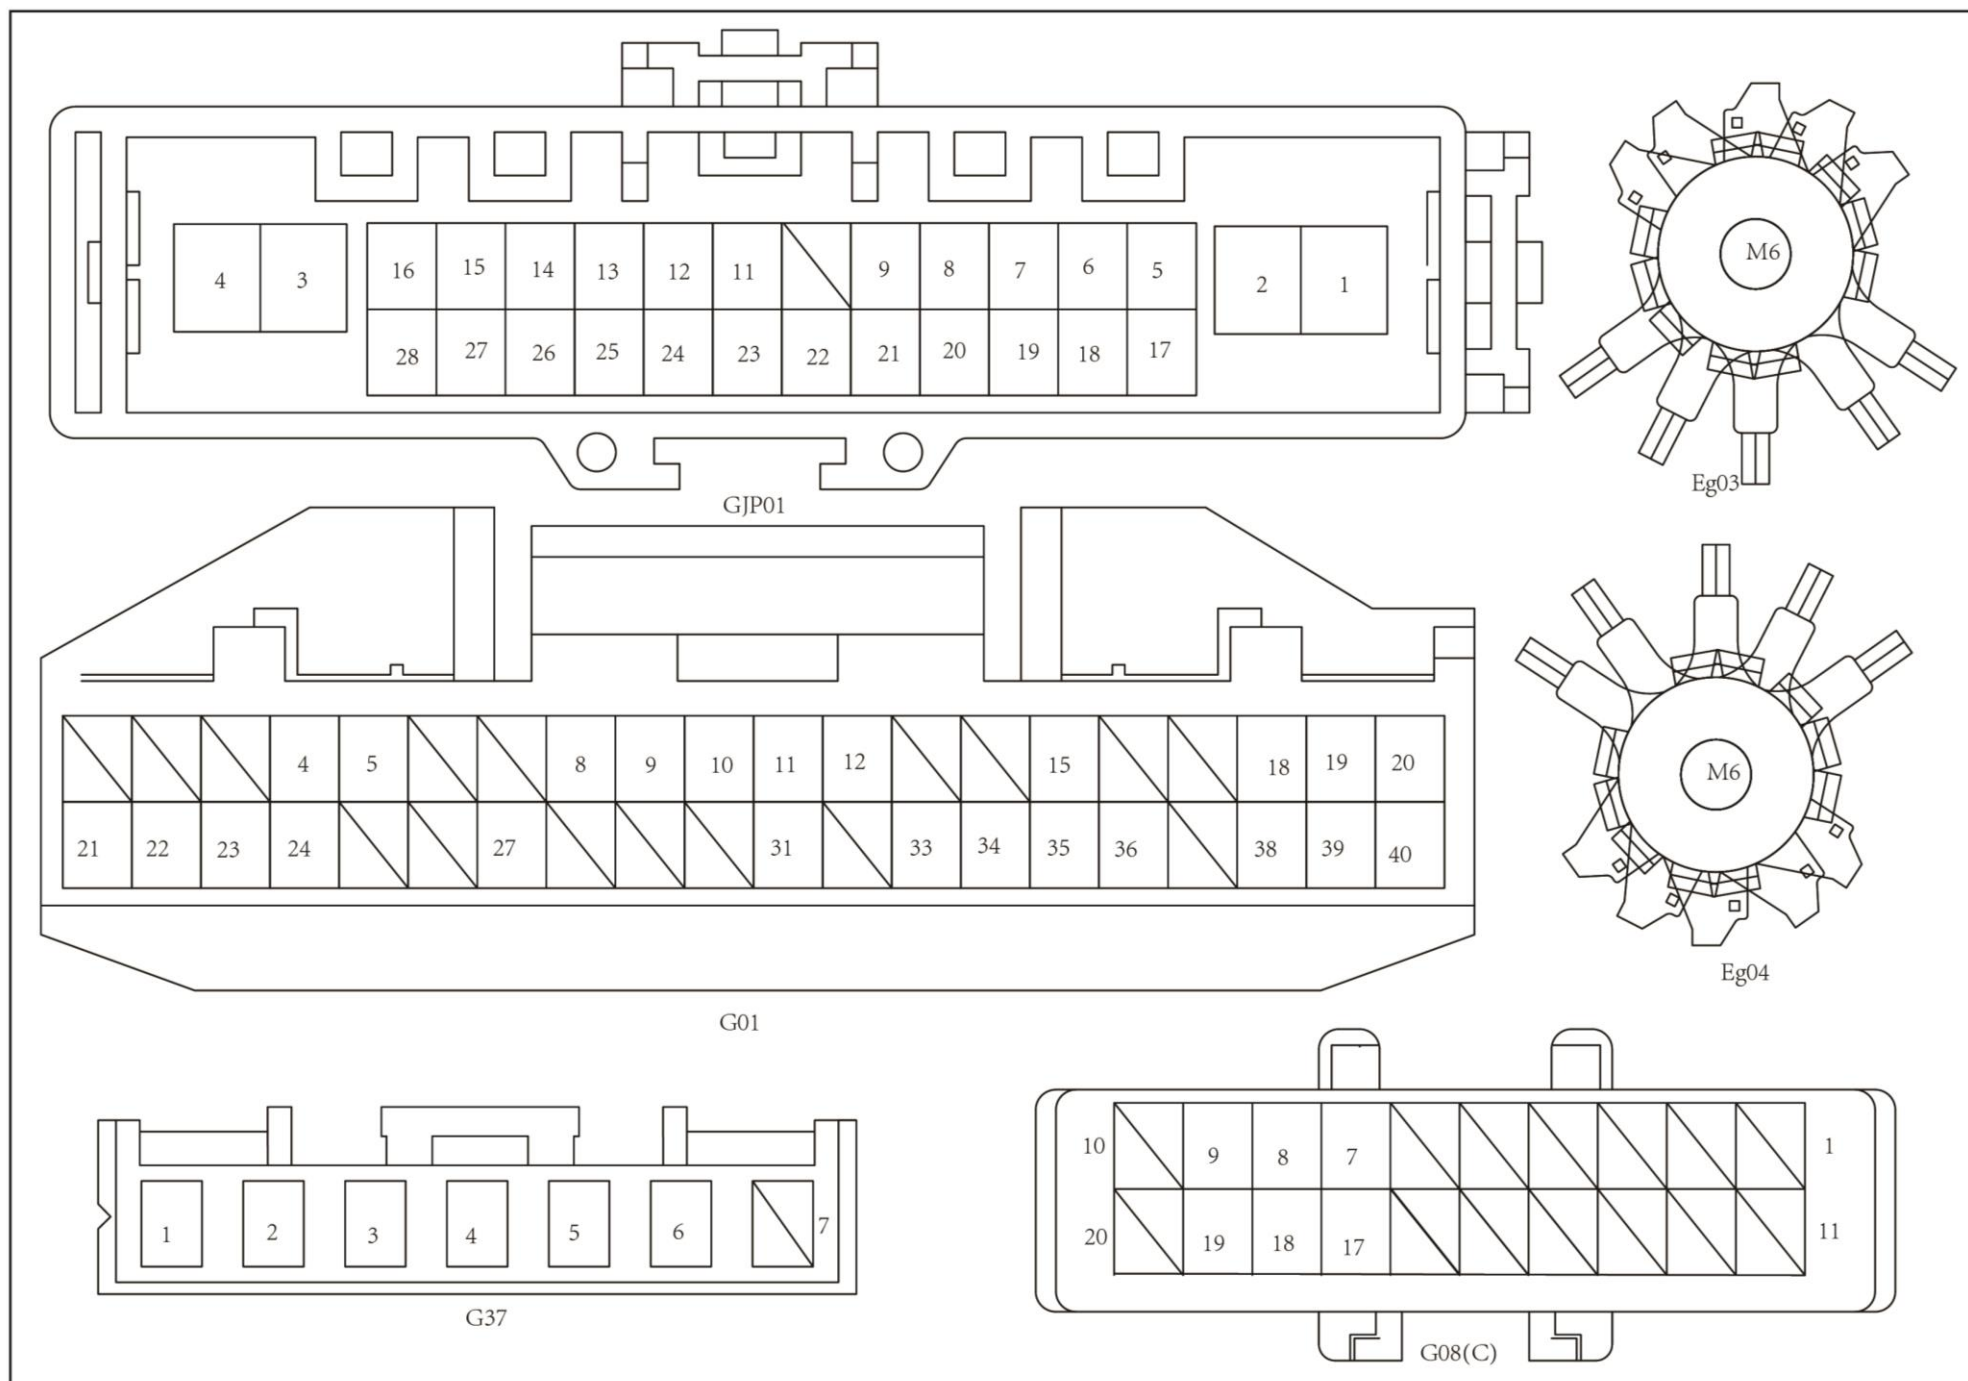 4 3 16 15 14 13 12 11 9 8 7 6 5 2 1
28 27 26 25 24 23 22 21 20 19 18 17
GJP01
M6
Eg03
4 5 8 9 10 11 12 15 18 19 20
21 22 23 24 27 31 33 34 35 36 38 39 40
G01
M6
Eg04
1 2 3 4 5 6 7
G37
10 9 8 7 1
20 19 18 17 11
G08(C)